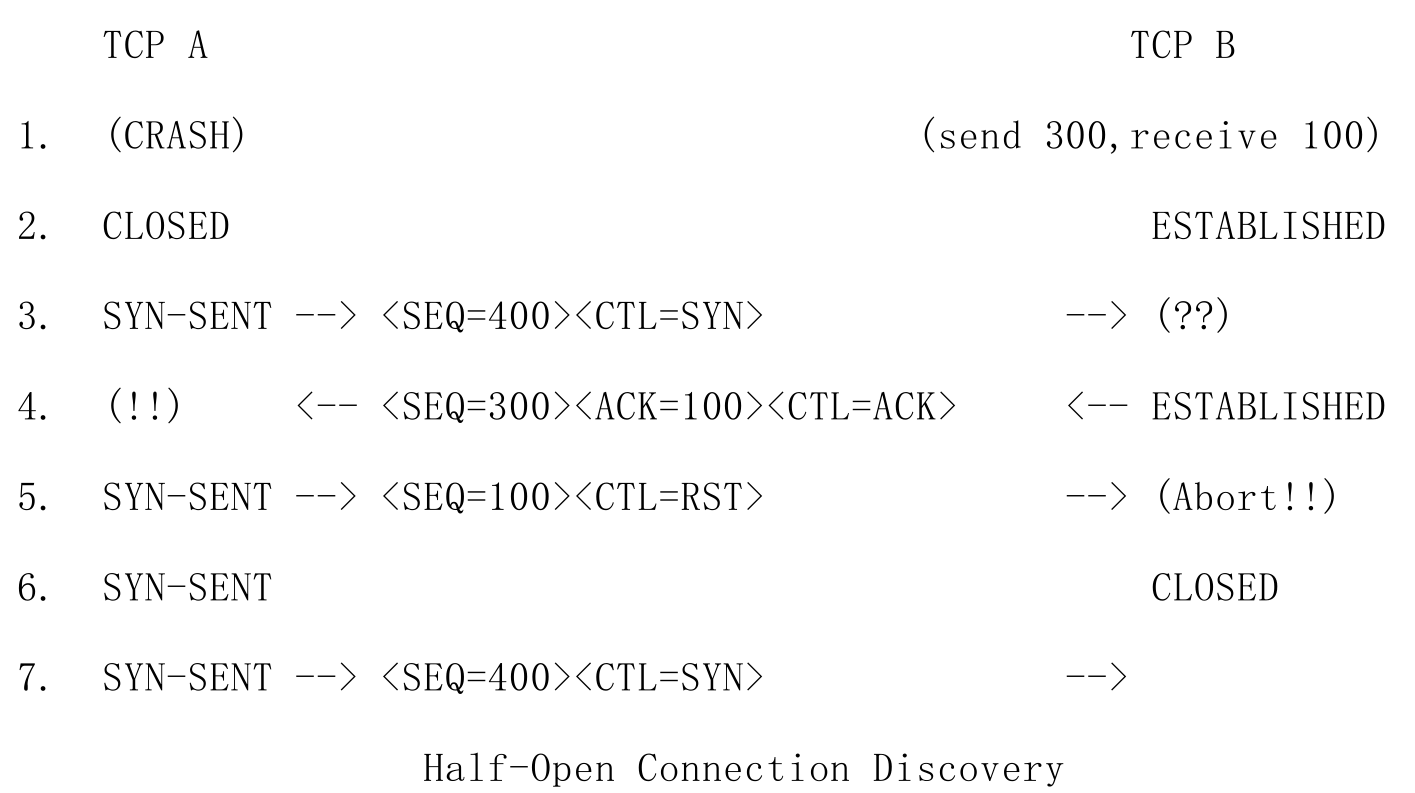 TCP A                                           TCP B
1.  (CRASH)                               (send 300,receive 100)
2.  CLOSED                                           ESTABLISHED
3.  SYN-SENT --> <SEQ=400><CTL=SYN>              --> (??)
4.  (!!)     <-- <SEQ=300><ACK=100><CTL=ACK>     <-- ESTABLISHED
5.  SYN-SENT --> <SEQ=100><CTL=RST>              --> (Abort!!)
6.  SYN-SENT                                         CLOSED
7.  SYN-SENT --> <SEQ=400><CTL=SYN>              -->
Half-Open Connection Discovery